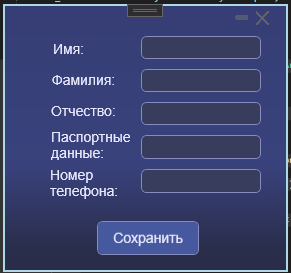 Имя:
Фамилия:
Отчество:
Паспортные
данные:
Номер
телефона:
Сохранить